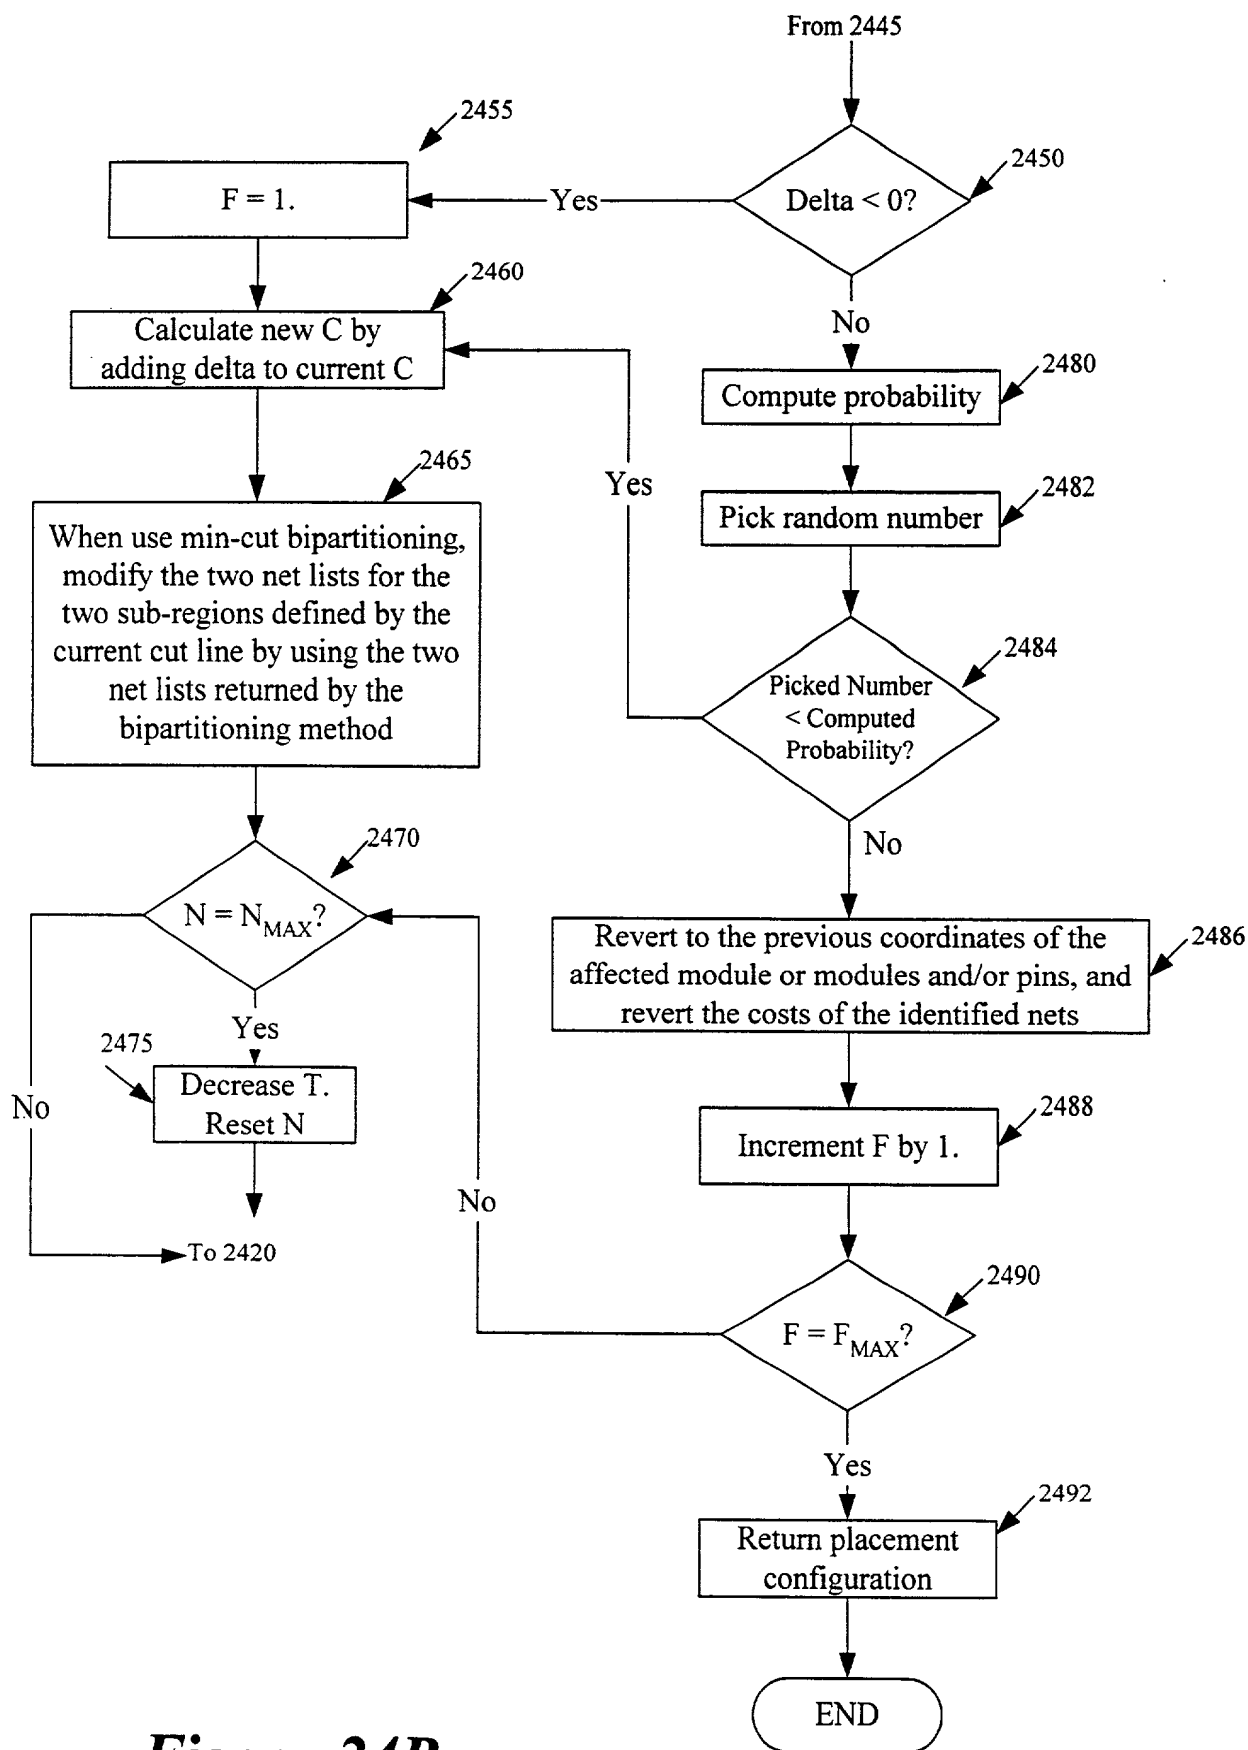 From 2445
2455
2450
F = 1.
Yes
Delta < 0?
2460
Calculate new C by
adding delta to current C
No
2480
Compute probability
2465
Yes
2482
Pick random number
When use min-cut bipartitioning,
modify the two net lists for the
two sub-regions defined by the
current cut line by using the two
net lists returned by the
bipartitioning method
2484
Picked Number
< Computed
Probability?
2470
No
N = NMAX?
2486
Revert to the previous coordinates of the
affected module or modules and/or pins, and
revert the costs of the identified nets
Yes
2475
Decrease T.
Reset N
No
2488
Increment F by 1.
No
To 2420
2490
F = FMAX?
Yes
2492
Return placement
configuration
END
Figure 24B